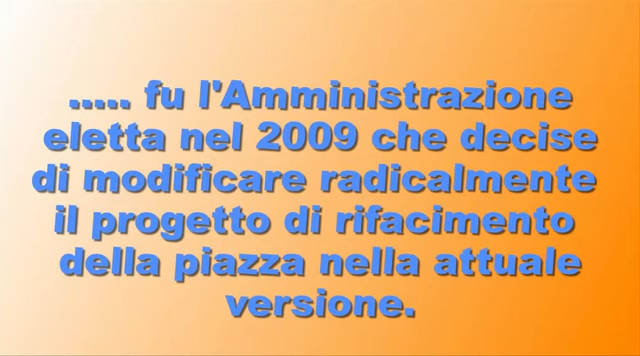 ..... fu l'Amministrazione
eletta nel 2009 che decise
di modificare radicalmente
il progetto di rifacimento
della piazza nella attuale
versione.